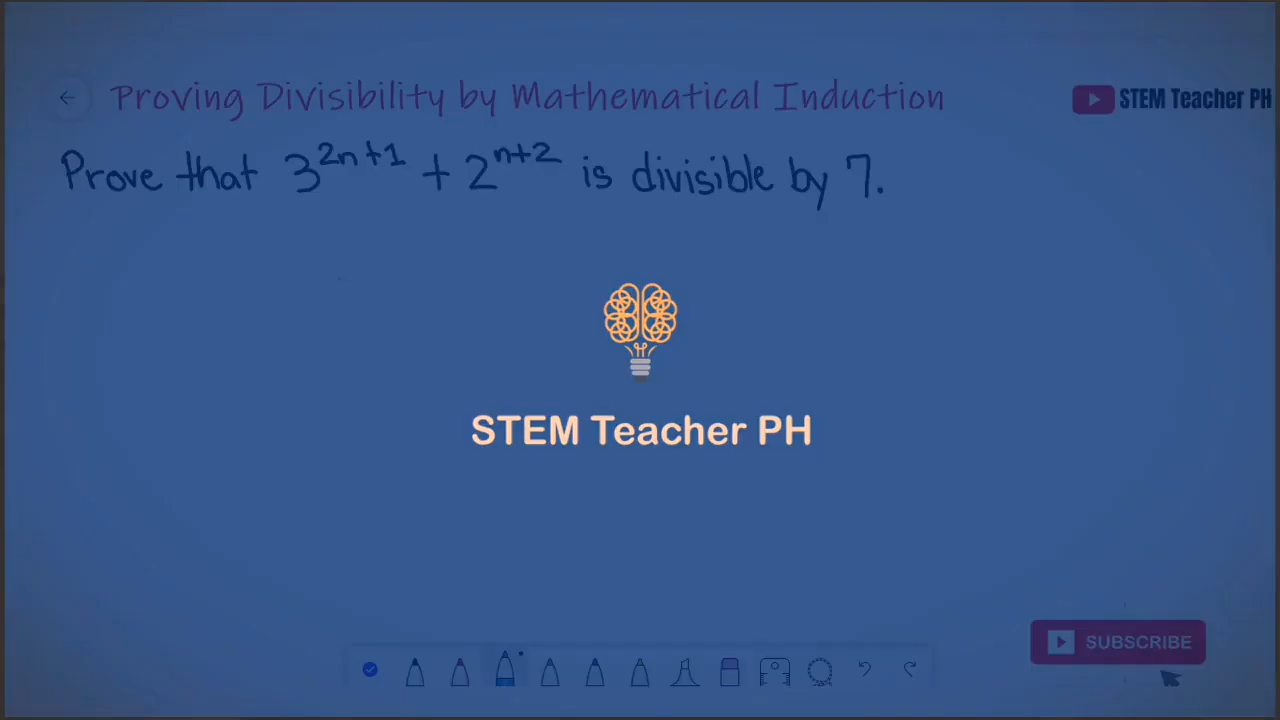 Proving Divisibility by Mathematical Induction
STEM Teacher PH
Prove that 3^{2n+1} + 2^{n+2} is divisible by 7.
STEM Teacher PH
SUBSCRIBE